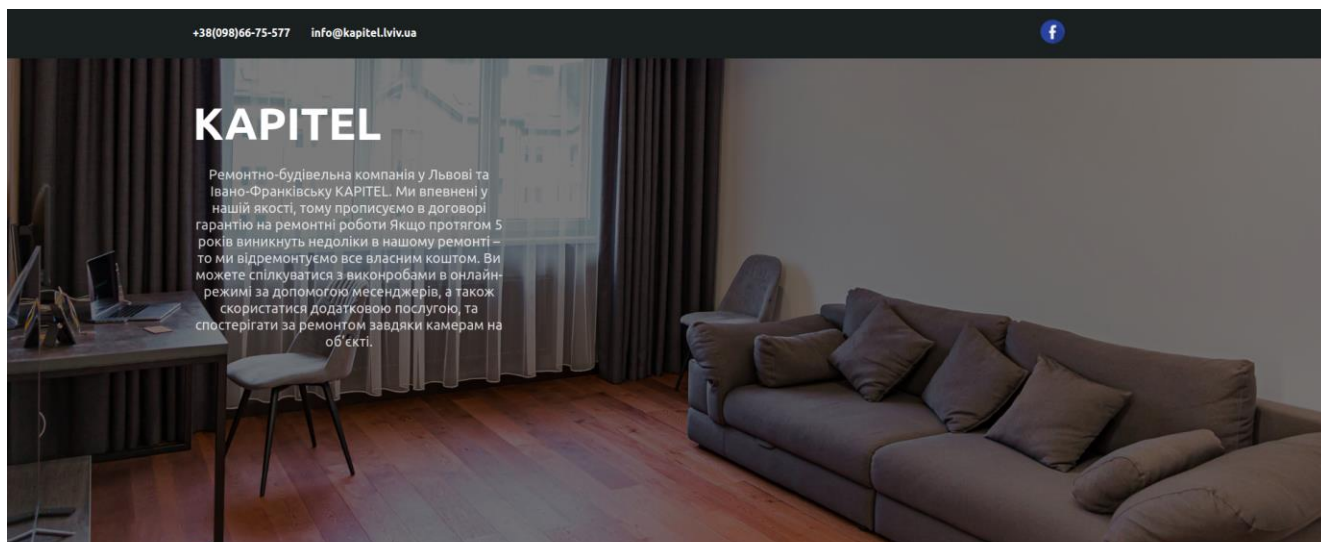 +38(098)66-75-577 info@kapitel.lviv.ua
KAPITEL
Ремонтно-будівельна компанія у Львові та
Івано-Франківську KAPITEL. Ми впевнені у
нашій якості, тому прописуємо в договорі
гарантію на ремонтні роботи Якщо протягом 5
років виникнуть недоліки в нашому ремонті –
то ми відремонтуємо все власним коштом. Ви
можете спілкуватися з виконробами в онлайн-
режимі за допомогою месенджерів, а також
скористатися додатковою послугою, та
спостерігати за ремонтом завдяки камерам на
об'єкті.